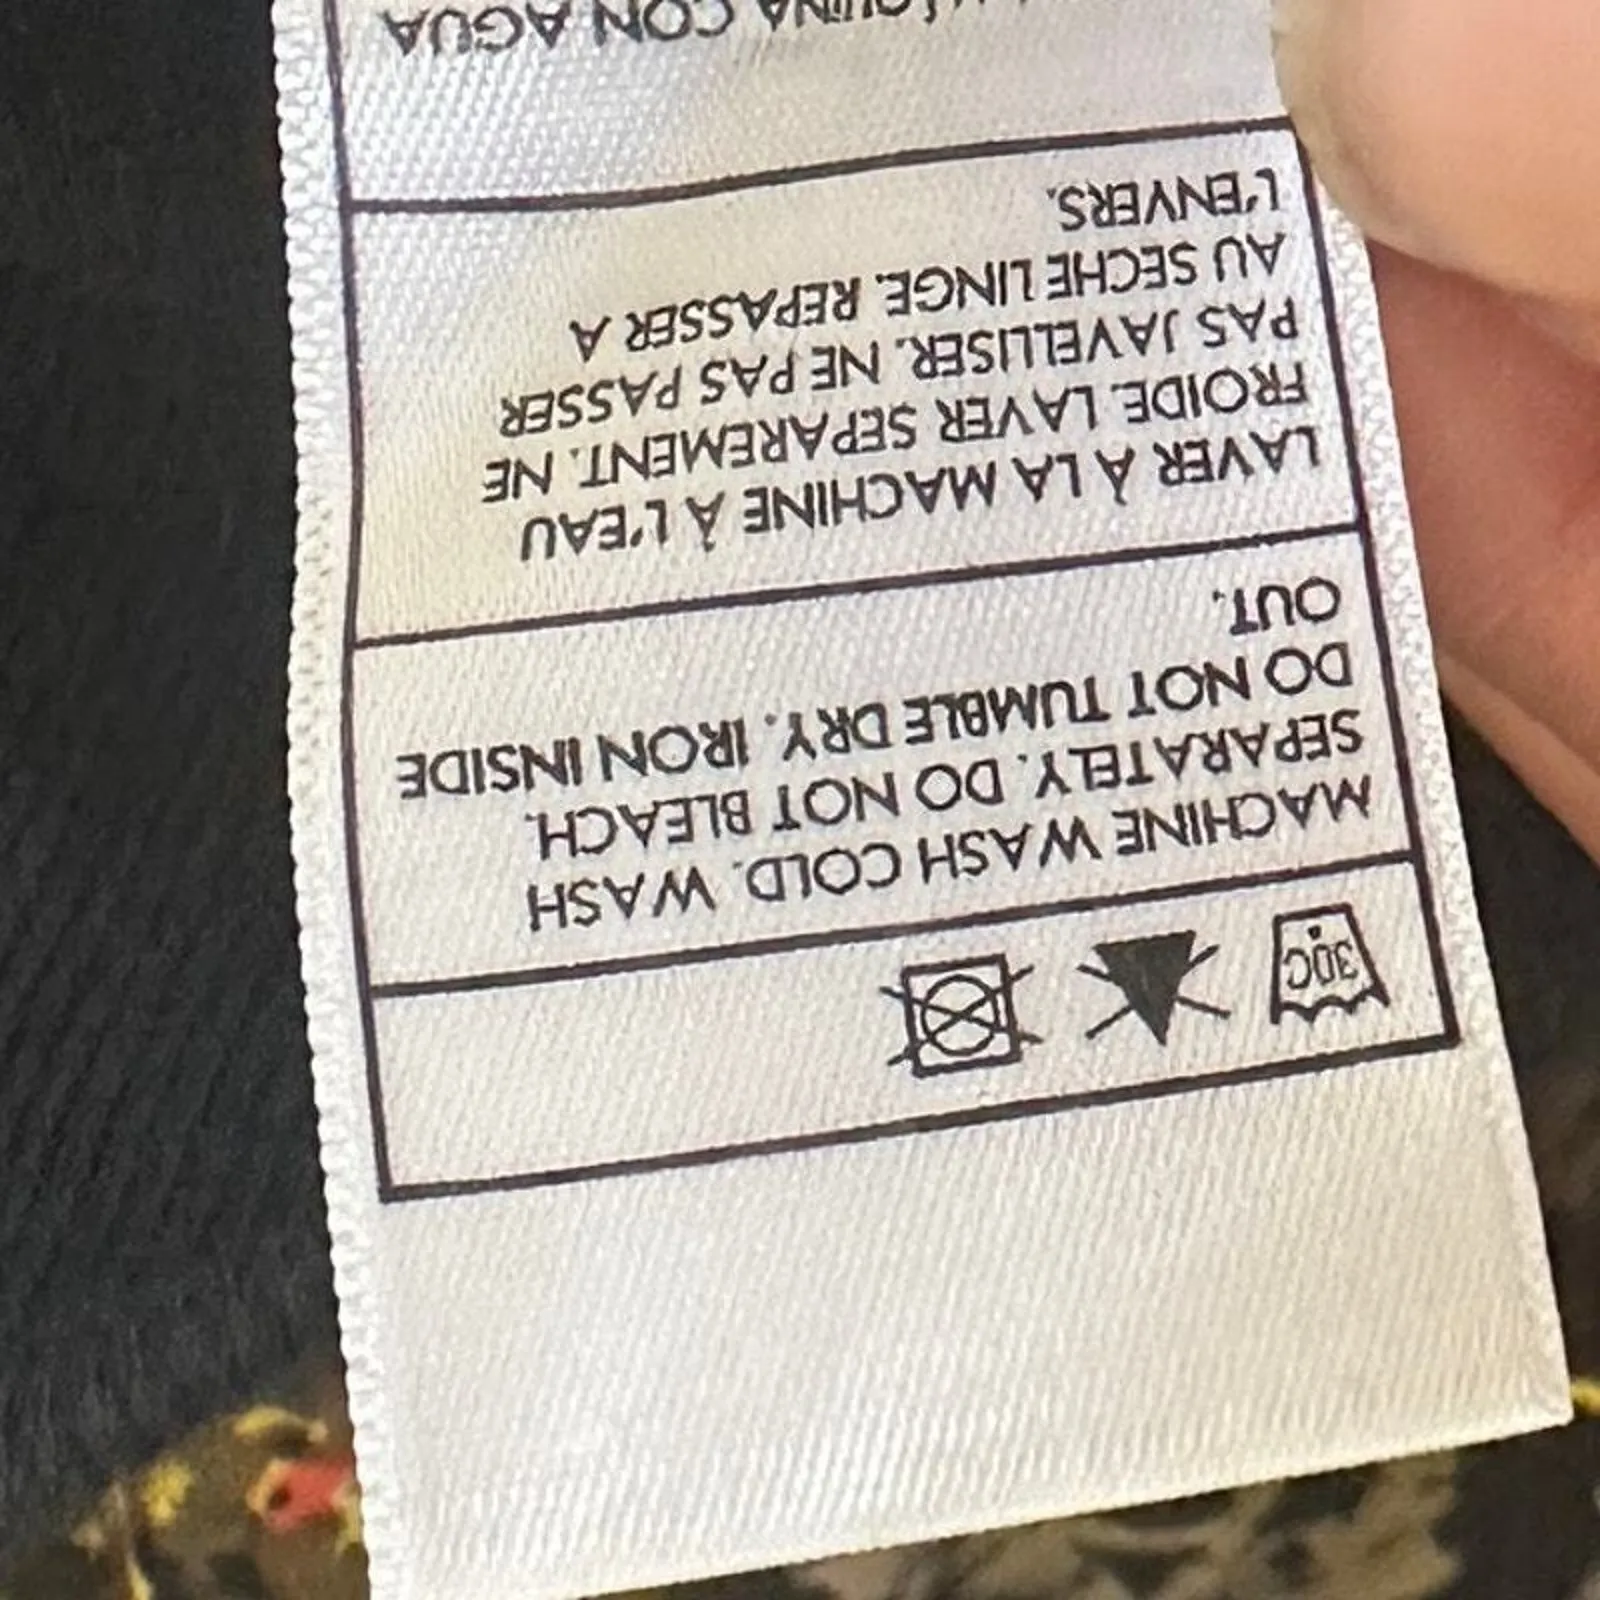 30C
MACHINE WASH COLD. WASH
SEPARATELY. DO NOT BLEACH.
DO NOT TUMBLE DRY. IRON INSIDE
OUT.
LAVER À LA MACHINE À L'EAU
FROIDE. LAVER SEPAREMENT. NE
PAS JAVELLISER. NE PAS PASSER
AU SECHE LINGE. REPASSER A
L'ENVERS.
MÁQUINA CON AGUA